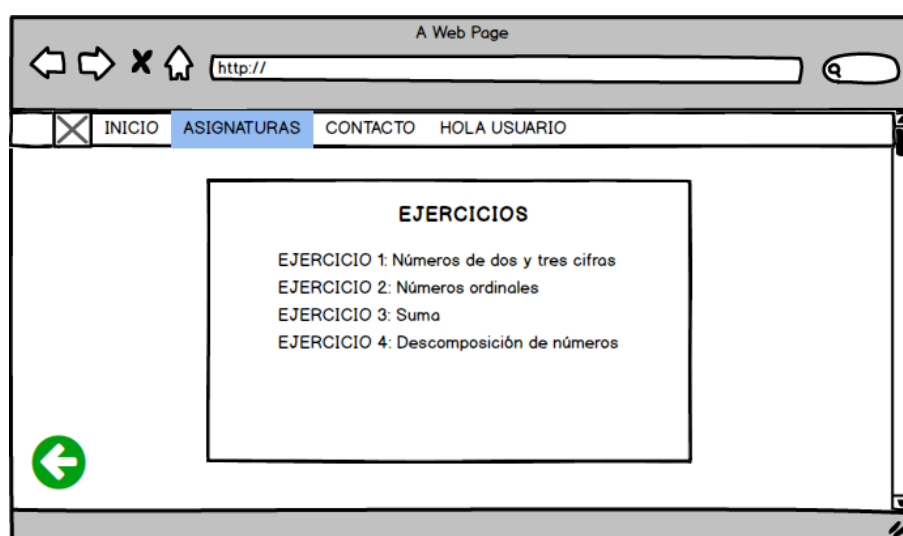 A Web Page
http://
INICIO ASIGNATURAS CONTACTO HOLA USUARIO
EJERCICIOS
EJERCICIO 1: Números de dos y tres cifras
EJERCICIO 2: Números ordinales
EJERCICIO 3: Suma
EJERCICIO 4: Descomposición de números